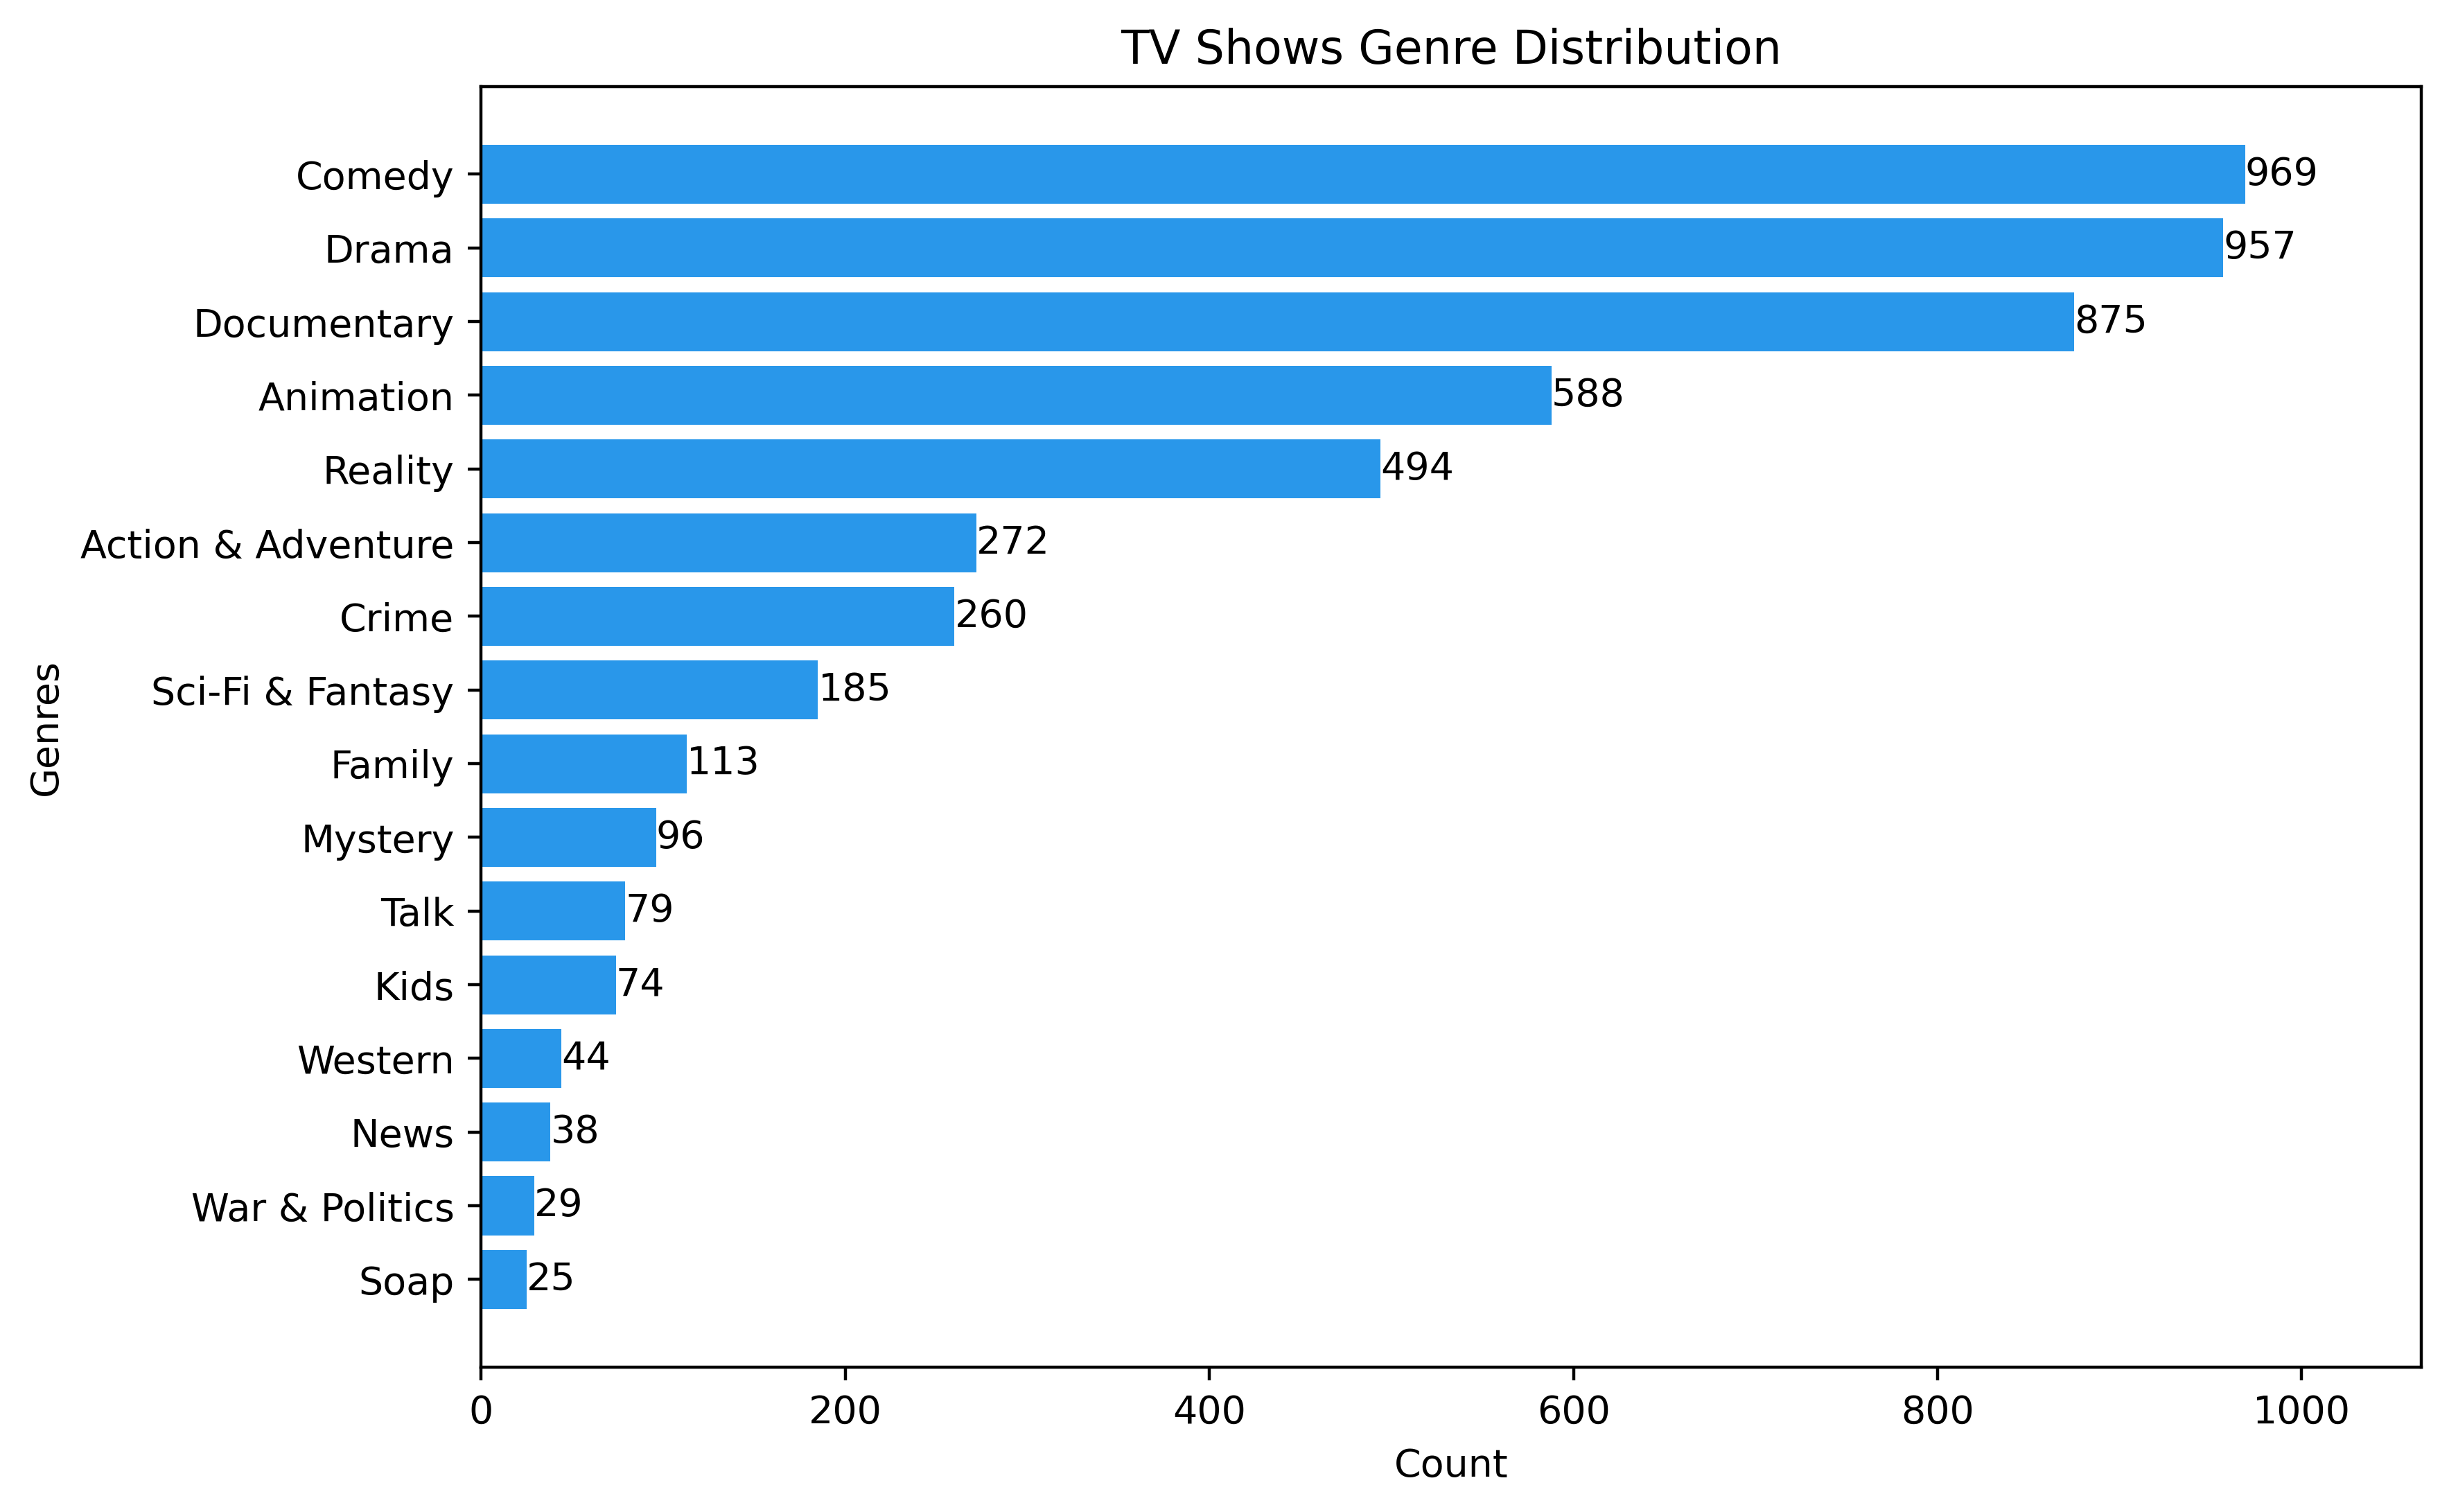 TV Shows Genre Distribution
Comedy 969
Drama 957
Documentary 875
Animation 588
Reality 494
Action & Adventure 272
Crime 260
Sci-Fi & Fantasy 185
Family 113
Mystery 96
Talk 79
Kids 74
Western 44
News 38
War & Politics 29
Soap 25
Genres
0 200 400 600 800 1000
Count